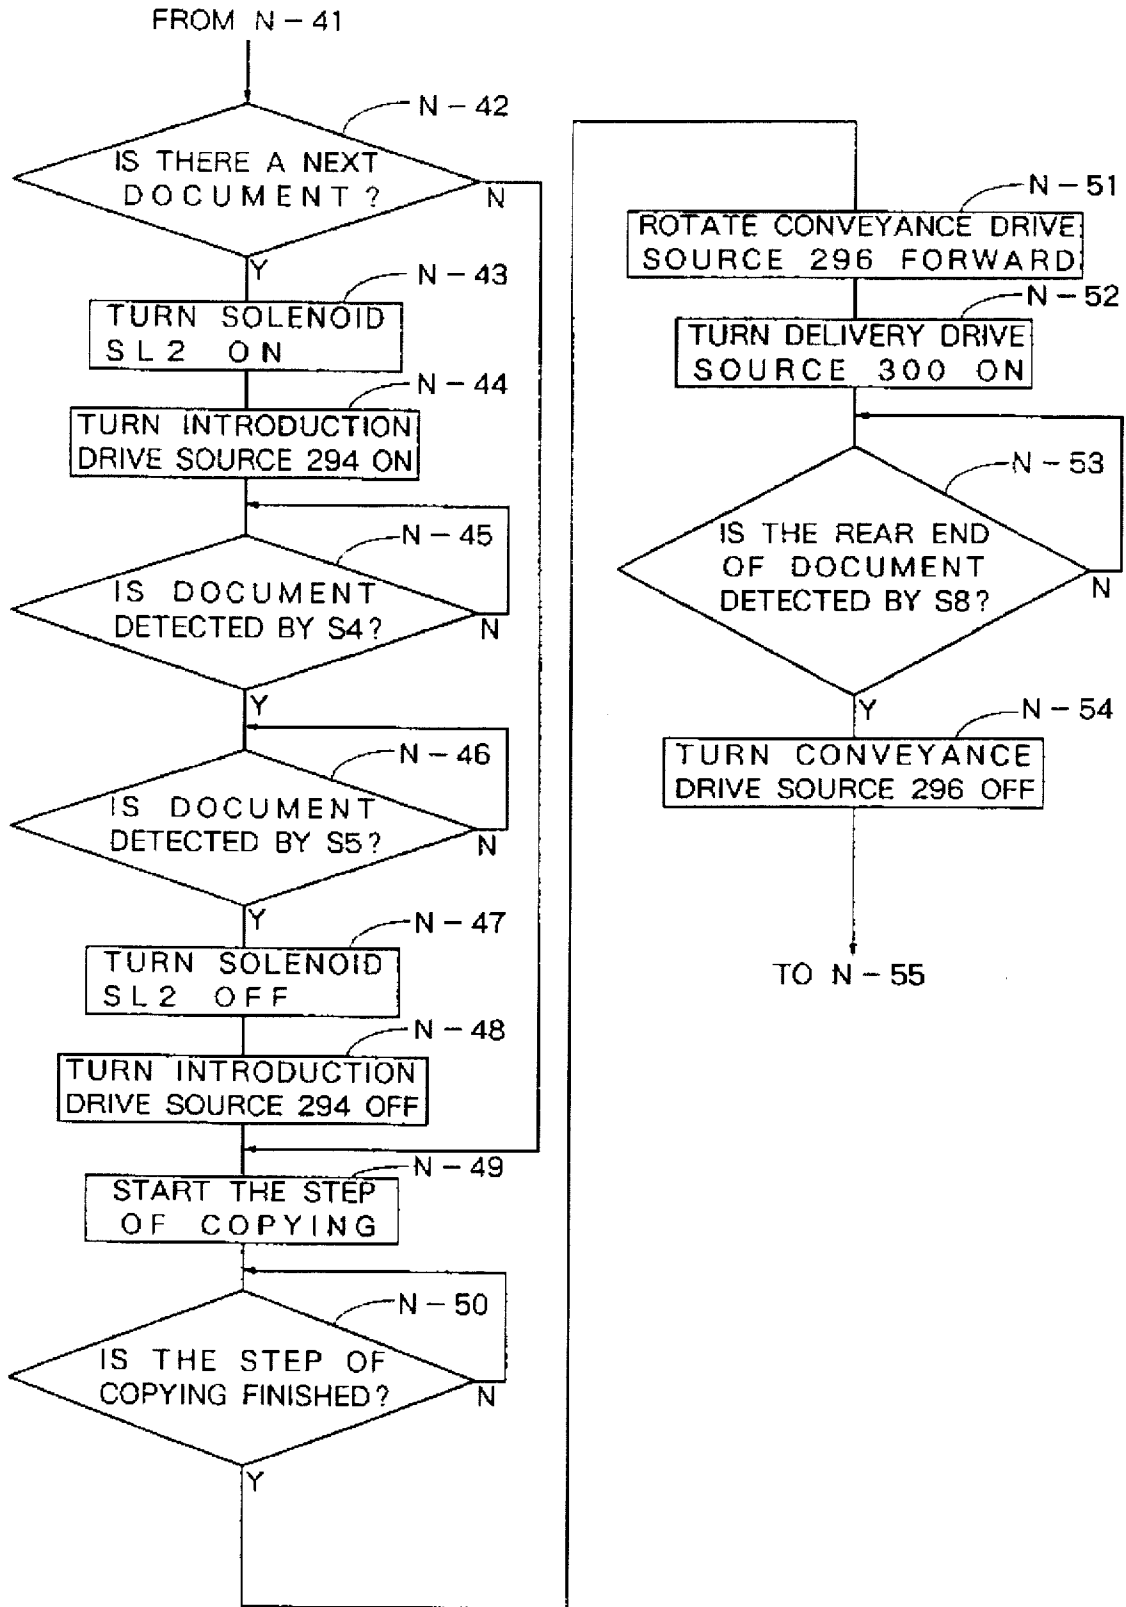 FROM N-41
N-42
IS THERE A NEXT
DOCUMENT?
N
Y
N-43
TURN SOLENOID
SL2 ON
N-44
TURN INTRODUCTION
DRIVE SOURCE 294 ON
N-45
IS DOCUMENT
DETECTED BY S4?
N
Y
N-46
IS DOCUMENT
DETECTED BY S5?
N
Y
N-47
TURN SOLENOID
SL2 OFF
N-48
TURN INTRODUCTION
DRIVE SOURCE 294 OFF
N-49
START THE STEP
OF COPYING
N-50
IS THE STEP OF
COPYING FINISHED?
N
Y
N-51
ROTATE CONVEYANCE DRIVE
SOURCE 296 FORWARD
N-52
TURN DELIVERY DRIVE
SOURCE 300 ON
N-53
IS THE REAR END
OF DOCUMENT
DETECTED BY S8?
N
Y
N-54
TURN CONVEYANCE
DRIVE SOURCE 296 OFF
TO N-55